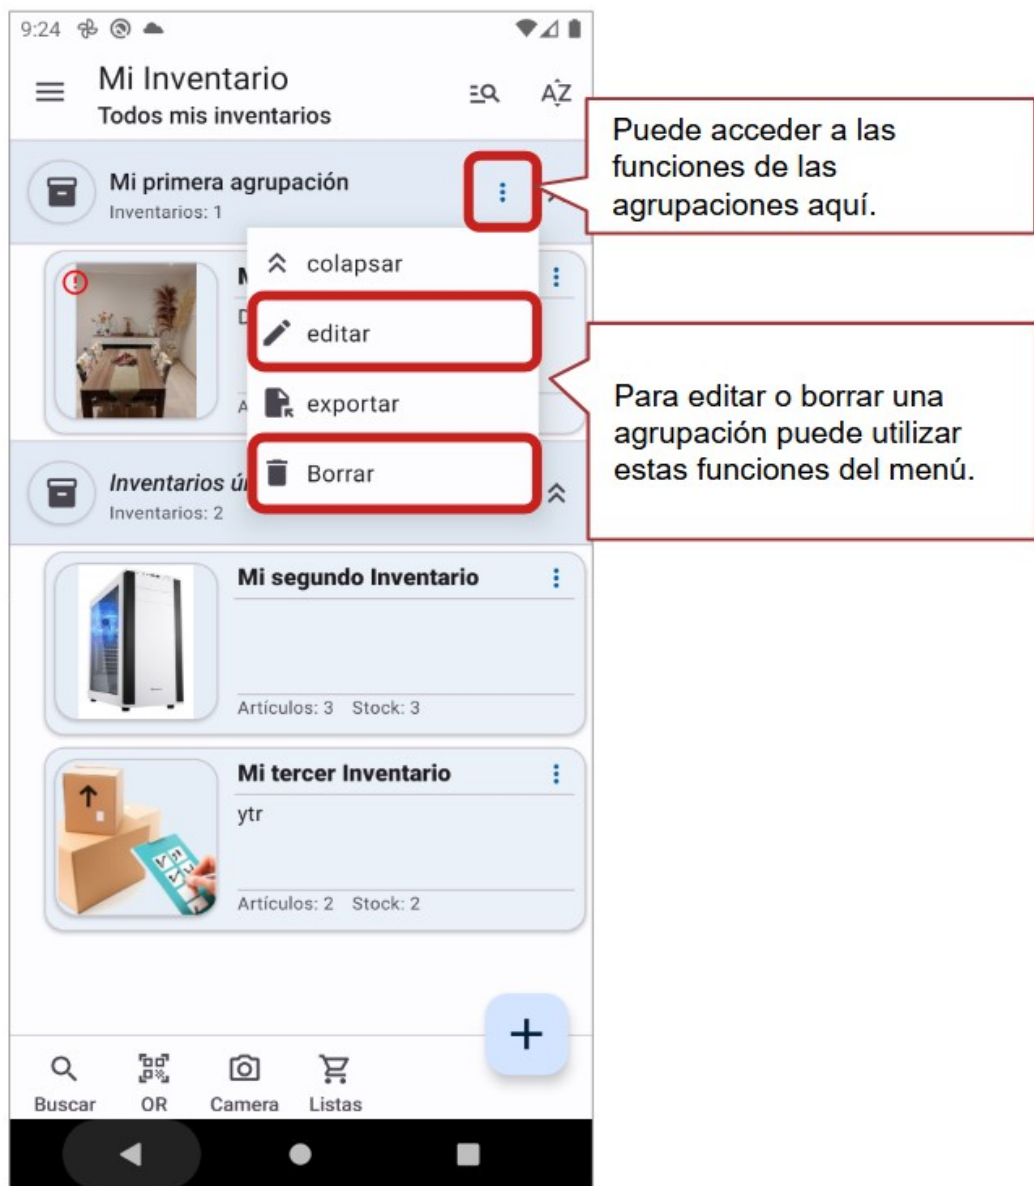 9:24
Mi Inventario
Todos mis inventarios
AZ
Puede acceder a las
funciones de las
agrupaciones aquí.
Mi primera agrupación
Inventarios: 1
colapsar
editar
exportar
Borrar
Para editar o borrar una
agrupación puede utilizar
estas funciones del menú.
Inventarios
Inventarios: 2
Mi segundo Inventario
Artículos: 3 Stock: 3
Mi tercer Inventario
ytr
Artículos: 2 Stock: 2
Buscar
QR
Camera
Listas